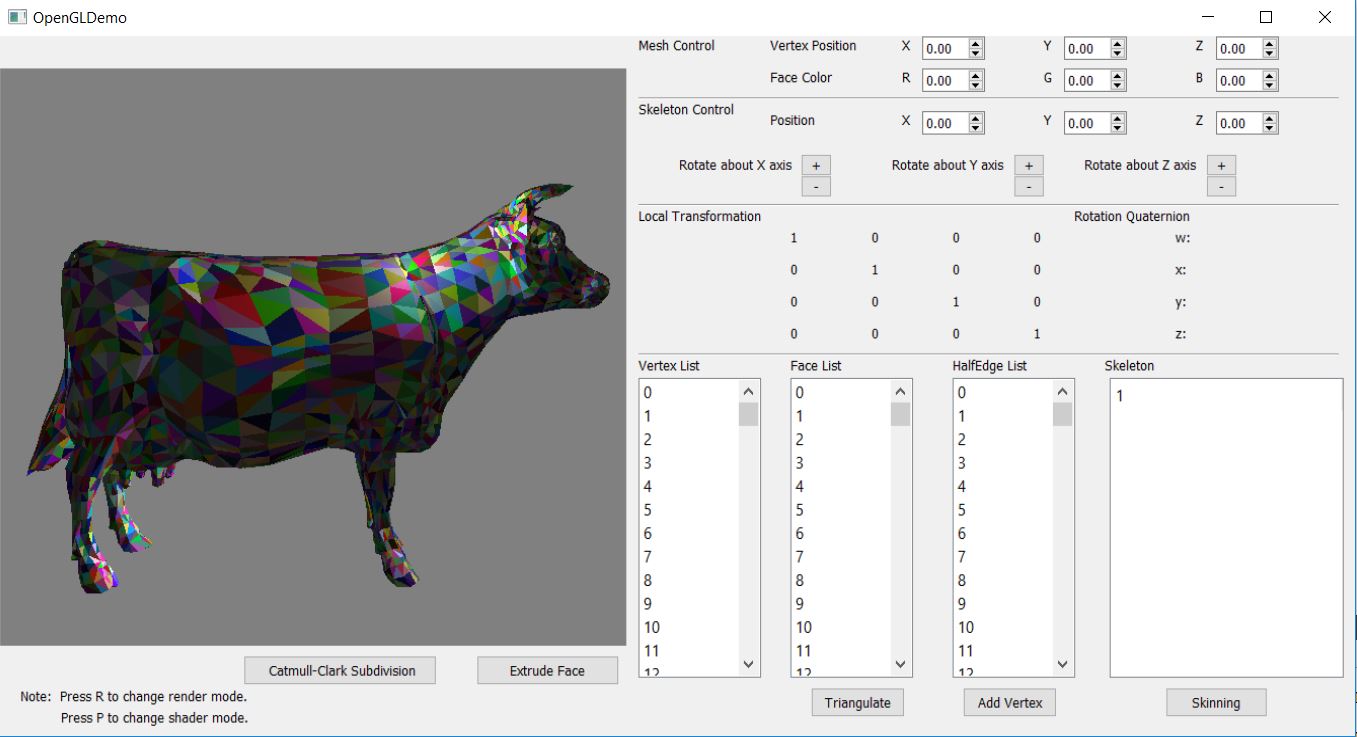 OpenGLDemo
Mesh Control Vertex Position X 0.00 Y 0.00 Z 0.00
Face Color R 0.00 G 0.00 B 0.00
Skeleton Control
Position X 0.00 Y 0.00 Z 0.00
Rotate about X axis + Rotate about Y axis + Rotate about Z axis +
- - -
Local Transformation Rotation Quaternion
1 0 0 0 w:
0 1 0 0 x:
0 0 1 0 y:
0 0 0 1 z:
Vertex List Face List HalfEdge List Skeleton
0 0 0 1
1 1 1
2 2 2
3 3 3
4 4 4
5 5 5
6 6 6
7 7 7
8 8 8
9 9 9
10 10 10
11 11 11
12 12 12
Catmull-Clark Subdivision Extrude Face
Note: Press R to change render mode.
Press P to change shader mode.
Triangulate Add Vertex Skinning